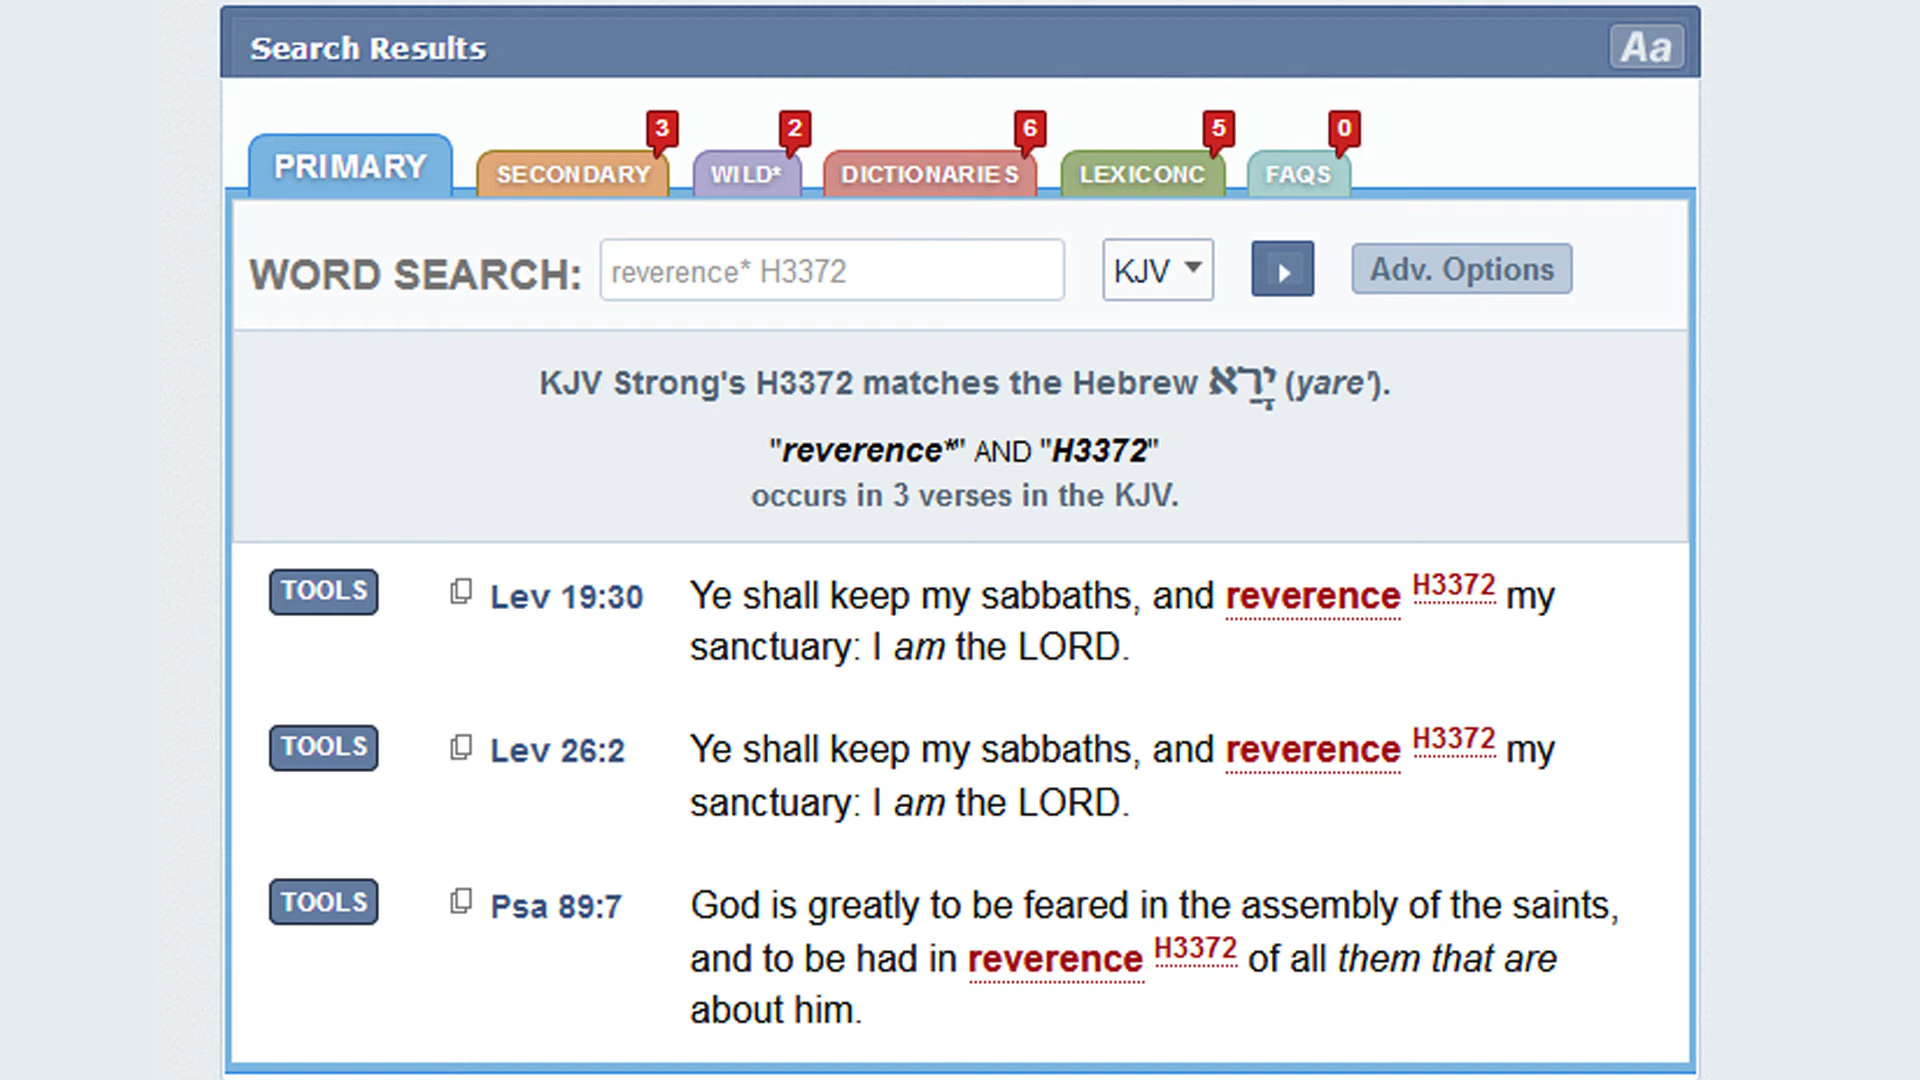 Search Results
Aa
3
2
6
5
0
PRIMARY
SECONDARY
WILD*
DICTIONARIES
LEXICONC
FAQS
WORD SEARCH: reverence* H3372 KJV Adv. Options
KJV Strong's H3372 matches the Hebrew יָרֵא (yare').
"reverence*" AND "H3372"
occurs in 3 verses in the KJV.
TOOLS Lev 19:30 Ye shall keep my sabbaths, and reverence H3372 my
sanctuary: I am the LORD.
TOOLS Lev 26:2 Ye shall keep my sabbaths, and reverence H3372 my
sanctuary: I am the LORD.
TOOLS Psa 89:7 God is greatly to be feared in the assembly of the saints,
and to be had in reverence H3372 of all them that are
about him.